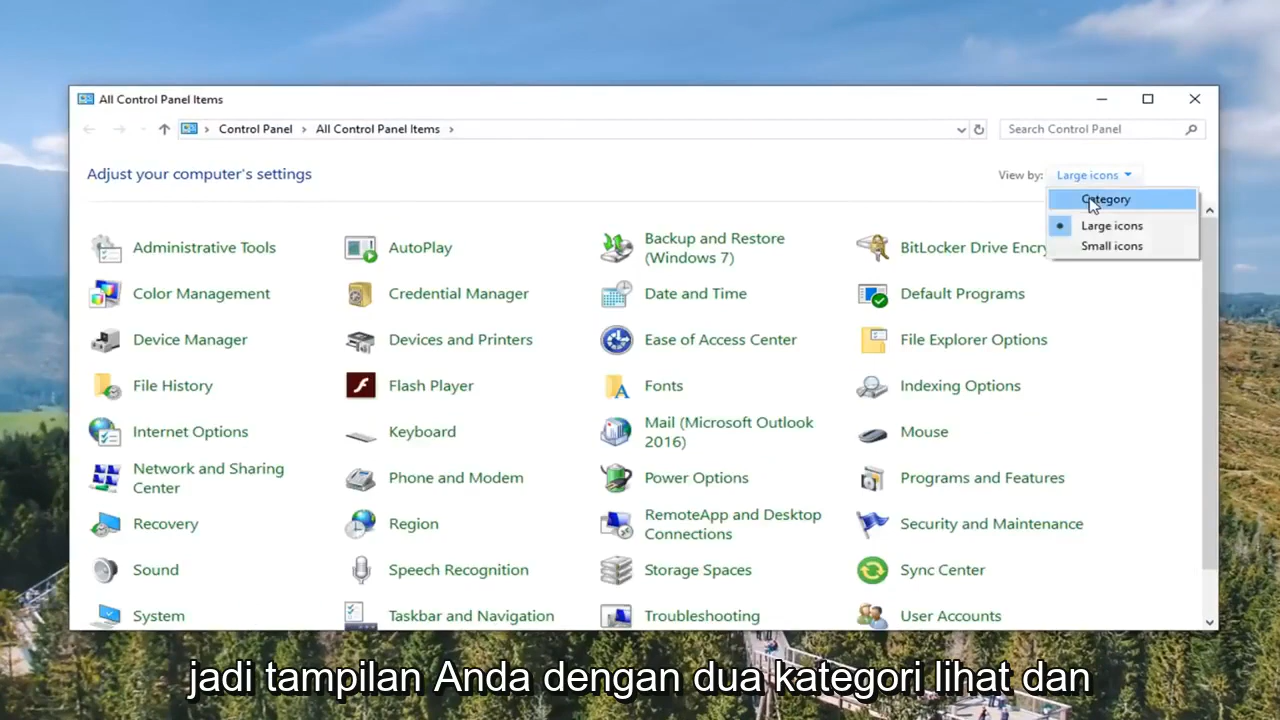 All Control Panel Items
Control Panel > All Control Panel Items >
Search Control Panel
Adjust your computer's settings
View by: Large icons
Category
Large icons
Small icons
Administrative Tools
AutoPlay
Backup and Restore
(Windows 7)
BitLocker Drive Encry
Color Management
Credential Manager
Date and Time
Default Programs
Device Manager
Devices and Printers
Ease of Access Center
File Explorer Options
File History
Flash Player
Fonts
Indexing Options
Internet Options
Keyboard
Mail (Microsoft Outlook
2016)
Mouse
Network and Sharing
Center
Phone and Modem
Power Options
Programs and Features
Recovery
Region
RemoteApp and Desktop
Connections
Security and Maintenance
Sound
Speech Recognition
Storage Spaces
Sync Center
System
Taskbar and Navigation
Troubleshooting
User Accounts
jadi tampilan Anda dengan dua kategori lihat dan